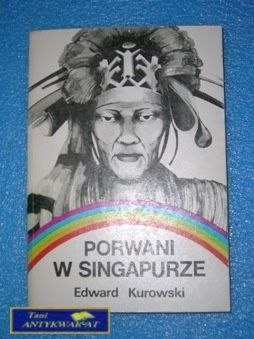 PORWANI
W SINGAPURZE
Edward Kurowski
Tani
ANTYKWARIAT